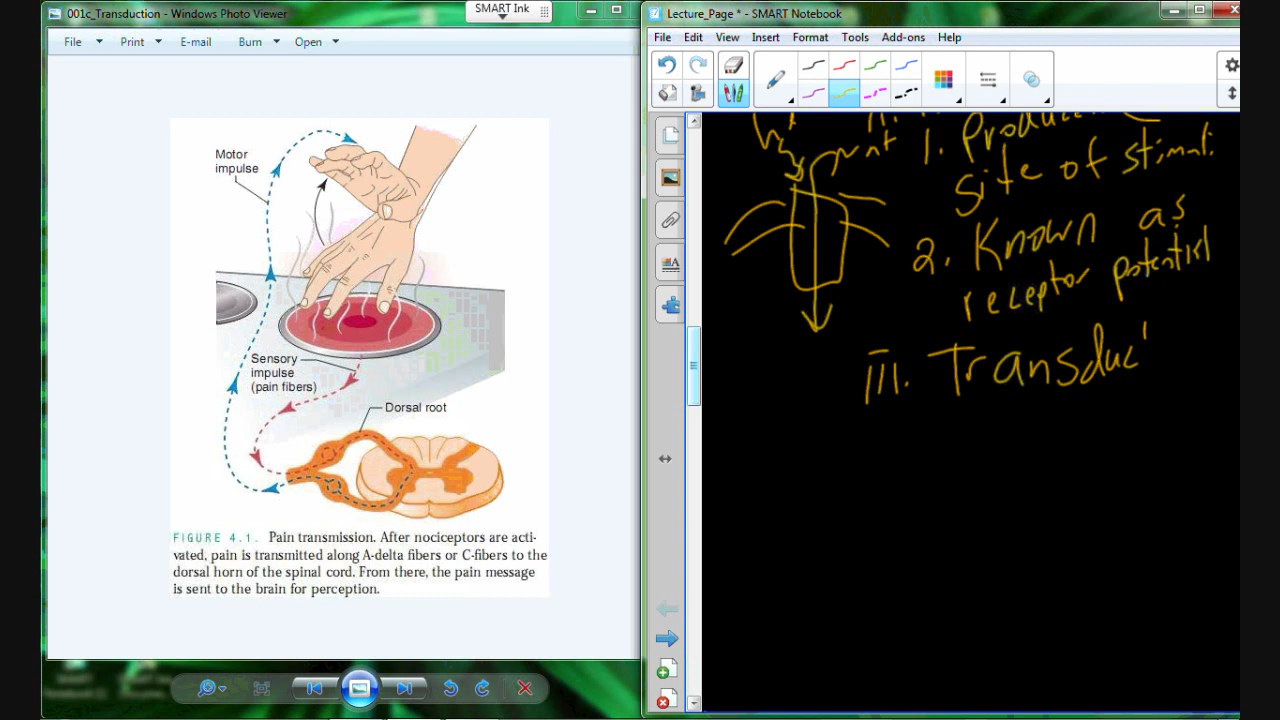 001c_Transduction - Windows Photo Viewer
SMART Ink
File Print E-mail Burn Open
Motor
impulse
Sensory
impulse
(pain fibers)
Dorsal root
FIGURE 4.1. Pain transmission. After nociceptors are acti-
vated, pain is transmitted along A-delta fibers or C-fibers to the
dorsal horn of the spinal cord. From there, the pain message
is sent to the brain for perception.
Lecture_Page * - SMART Notebook
File Edit View Insert Format Tools Add-ons Help
1.
site of stimuli
2. Known as
receptor potential
iii. Transduc